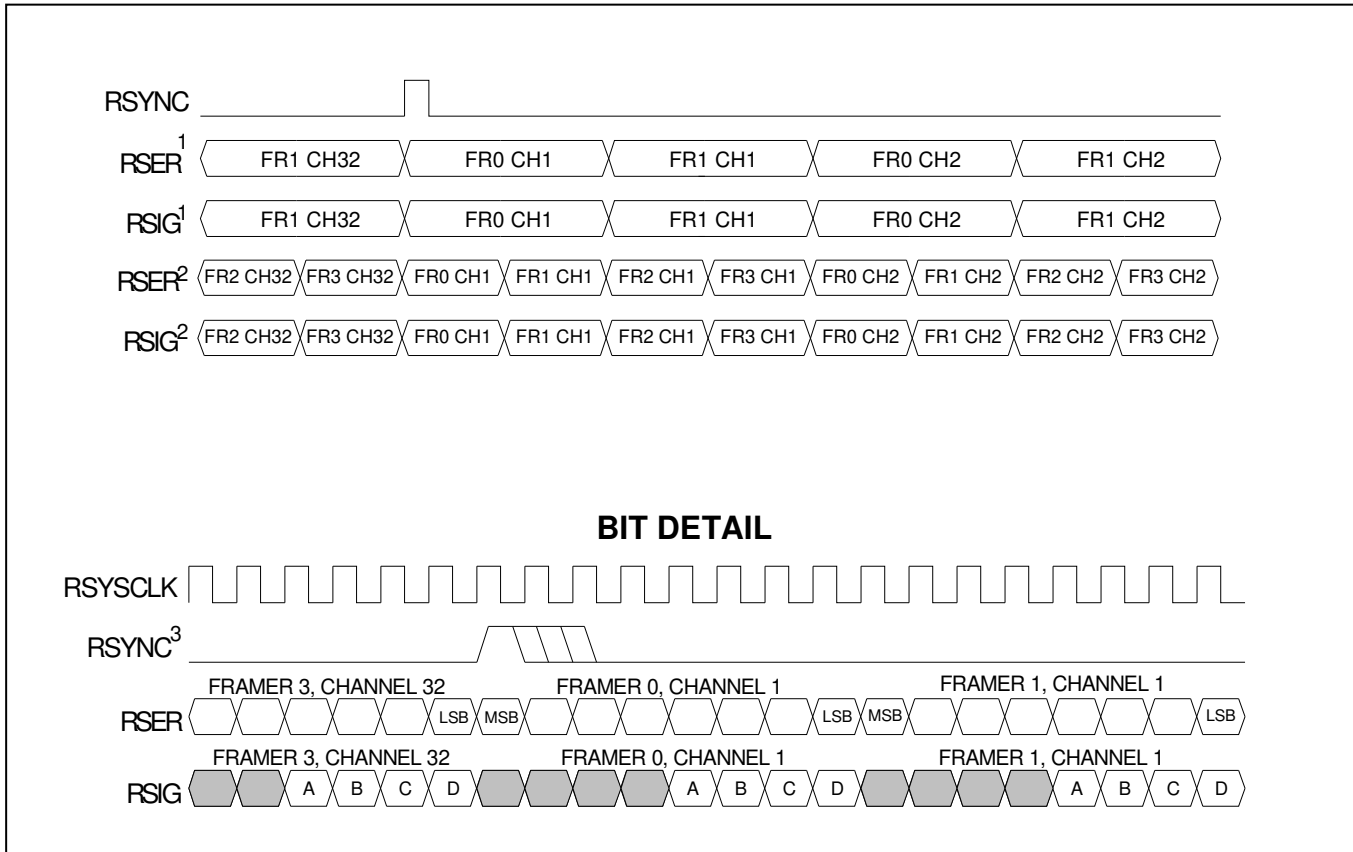 RSYNC
RSER¹ FR1 CH32 FR0 CH1 FR1 CH1 FR0 CH2 FR1 CH2
RSIG¹ FR1 CH32 FR0 CH1 FR1 CH1 FR0 CH2 FR1 CH2
RSER² FR2 CH32 FR3 CH32 FR0 CH1 FR1 CH1 FR2 CH1 FR3 CH1 FR0 CH2 FR1 CH2 FR2 CH2 FR3 CH2
RSIG² FR2 CH32 FR3 CH32 FR0 CH1 FR1 CH1 FR2 CH1 FR3 CH1 FR0 CH2 FR1 CH2 FR2 CH2 FR3 CH2
BIT DETAIL
RSYSCLK
RSYNC³
FRAMER 3, CHANNEL 32 FRAMER 0, CHANNEL 1 FRAMER 1, CHANNEL 1
RSER LSB MSB LSB MSB LSB
FRAMER 3, CHANNEL 32 FRAMER 0, CHANNEL 1 FRAMER 1, CHANNEL 1
RSIG A B C D A B C D A B C D